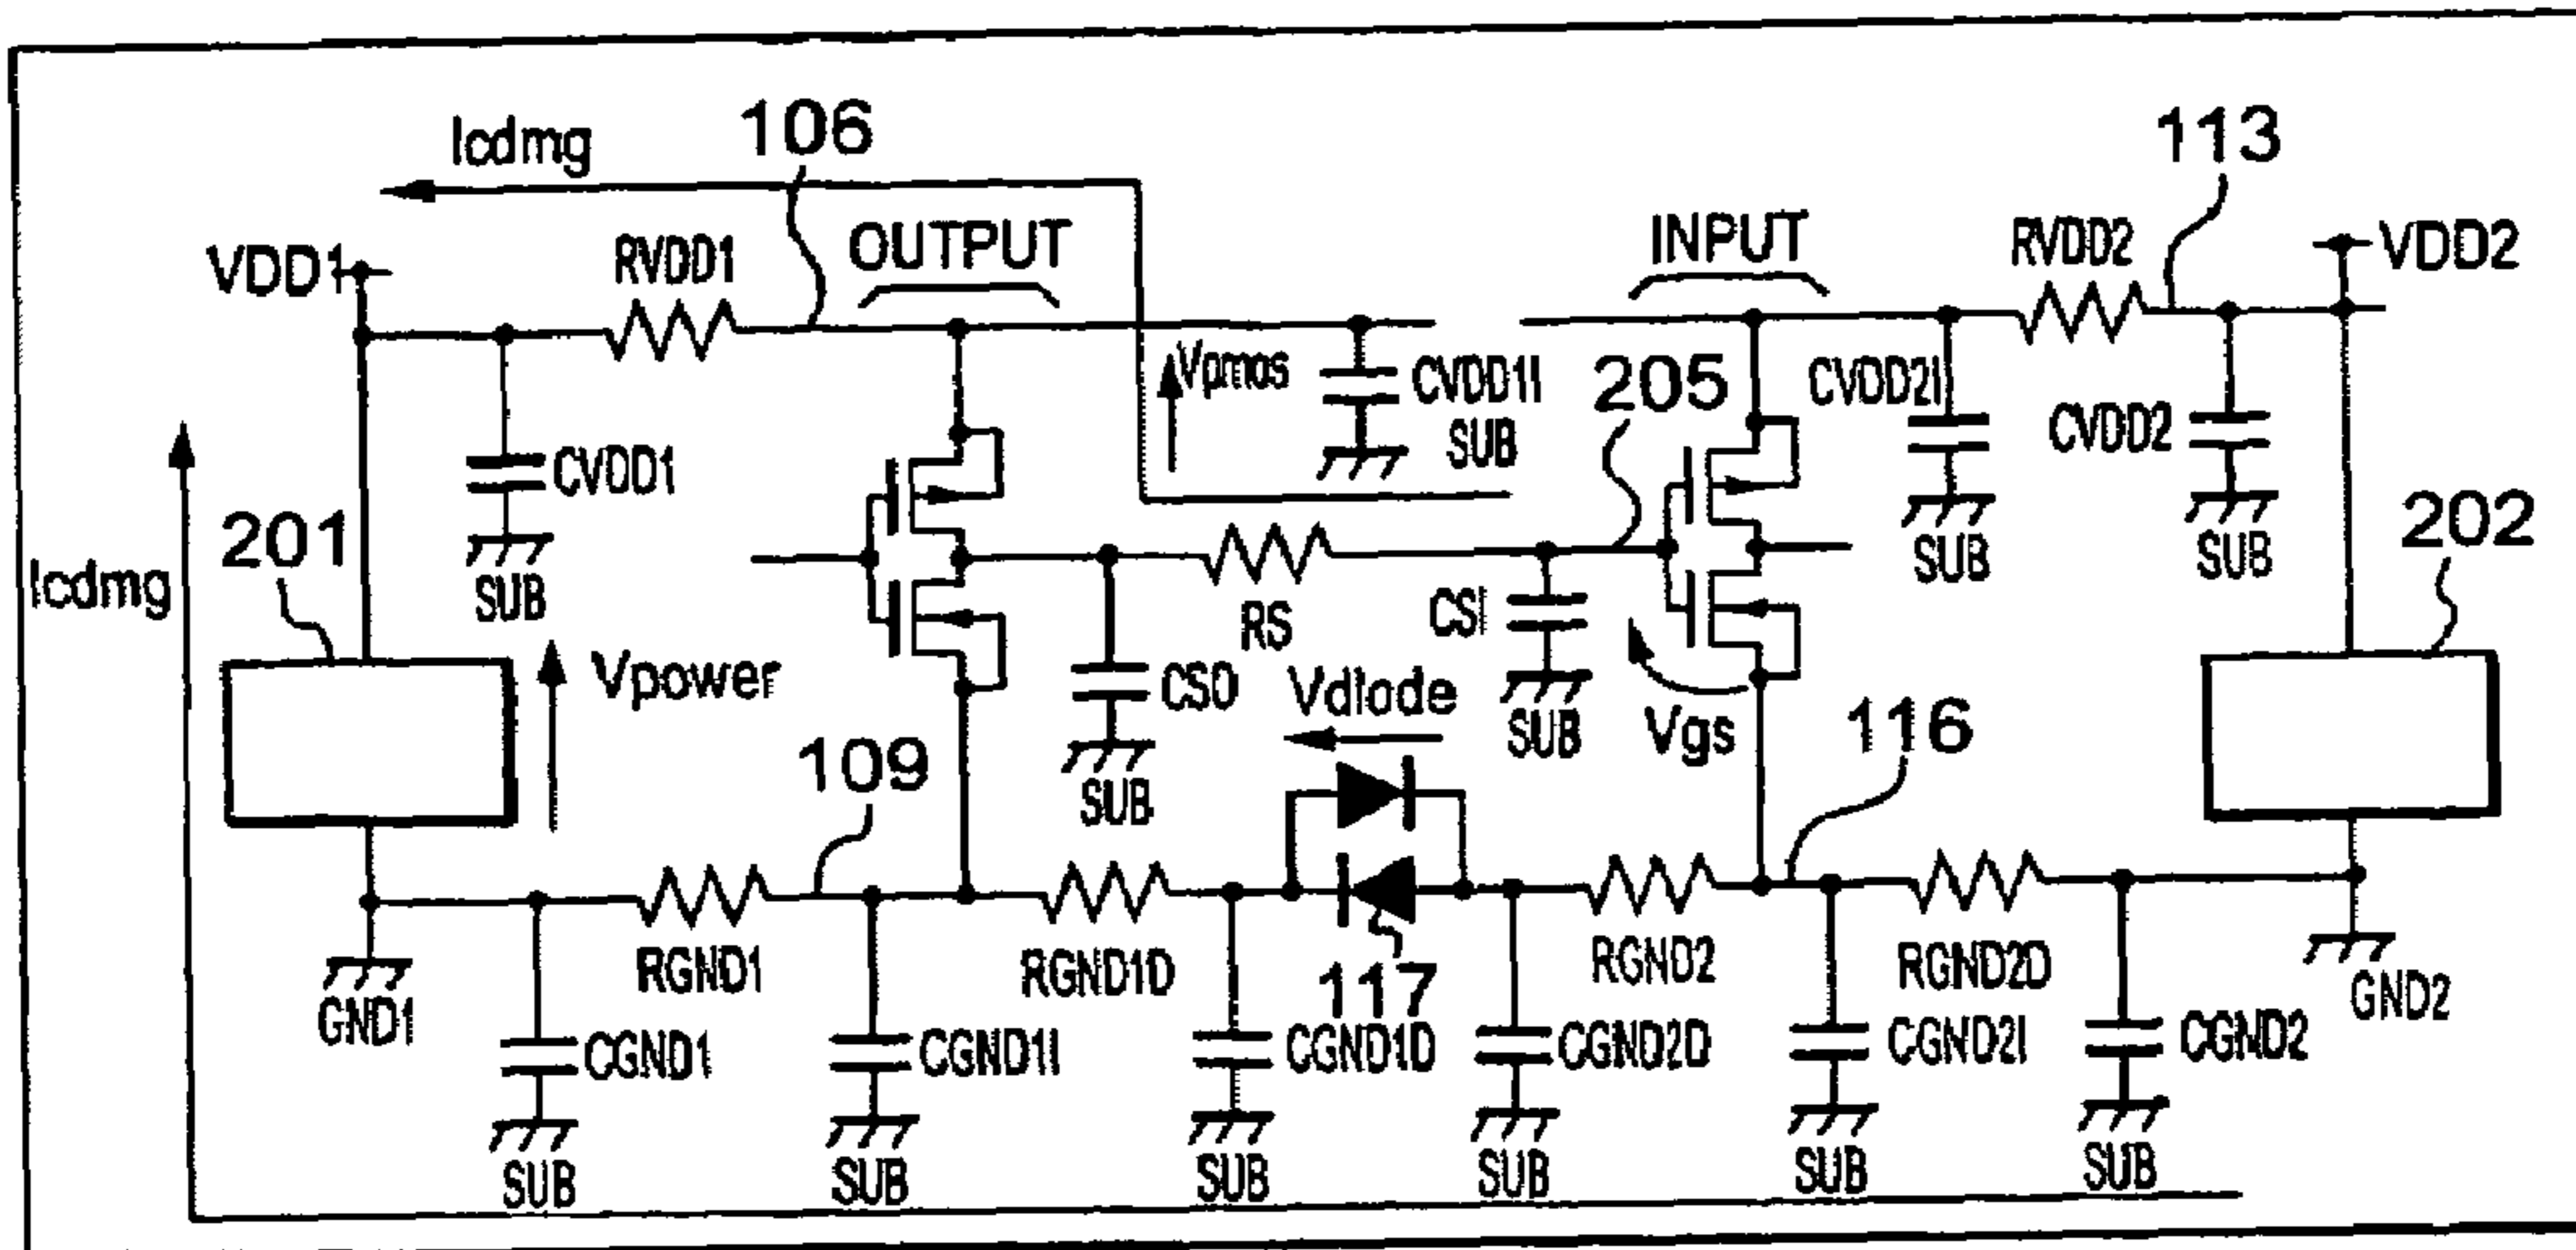 Icdmg
106
113
VDD1
RVDD1
OUTPUT
INPUT
RVDD2
VDD2
Vpmos
CVDD1I
SUB
205
CVDD2I
CVDD2
CVDD1
SUB
201
SUB
SUB
202
Icdmg
Vpower
CSO
SUB
RS
CSI
SUB
Vdiode
Vgs
116
109
RGND1
RGND1D
117
RGND2
RGND2D
GND1
GND2
CGND1
CGND1I
CGND1D
CGND2D
CGND2I
CGND2
SUB
SUB
SUB
SUB
SUB
SUB